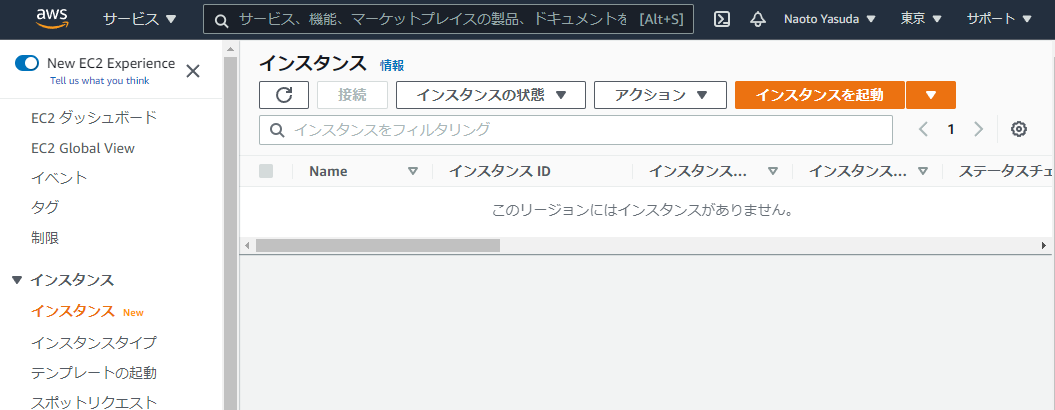 aws サービス サービス、機能、マーケットプレイスの製品、ドキュメントを [Alt+S] Naoto Yasuda 東京 サポート
New EC2 Experience
Tell us what you think
EC2 ダッシュボード
EC2 Global View
イベント
タグ
制限
インスタンス
インスタンス New
インスタンスタイプ
テンプレートの起動
スポットリクエスト
インスタンス 情報
接続 インスタンスの状態 アクション インスタンスを起動
インスタンスをフィルタリング 1
Name インスタンス ID インスタンス... インスタンス... ステータスチェ
このリージョンにはインスタンスがありません。